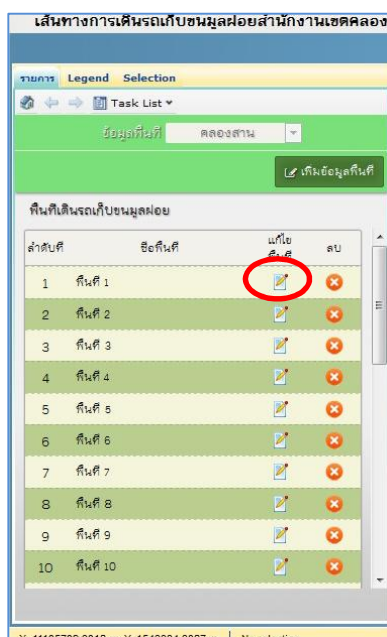 เส้นทางการเดินรถเก็บขนมูลฝอยสำนักงานเขตคลอง
รายการ Legend Selection
Task List
ข้อมูลพื้นที่ คลองสาน
เพิ่มข้อมูลพื้นที่
พื้นที่เดินรถเก็บขนมูลฝอย
ลำดับที่ ชื่อพื้นที่ แก้ไข พื้นที่ ลบ
1 พื้นที่ 1
2 พื้นที่ 2
3 พื้นที่ 3
4 พื้นที่ 4
5 พื้นที่ 5
6 พื้นที่ 6
7 พื้นที่ 7
8 พื้นที่ 8
9 พื้นที่ 9
10 พื้นที่ 10